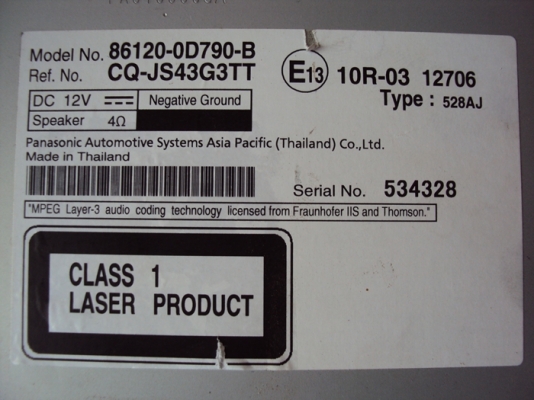 Model No. 86120-0D790-B
Ref. No. CQ-JS43G3TT
E13 10R-03 12706
Type : 528AJ
DC 12V Negative Ground
Speaker 4Ω
Panasonic Automotive Systems Asia Pacific (Thailand) Co.,Ltd.
Made in Thailand
Serial No. 534328
"MPEG Layer-3 audio coding technology licensed from Fraunhofer IIS and Thomson."
CLASS 1
LASER PRODUCT